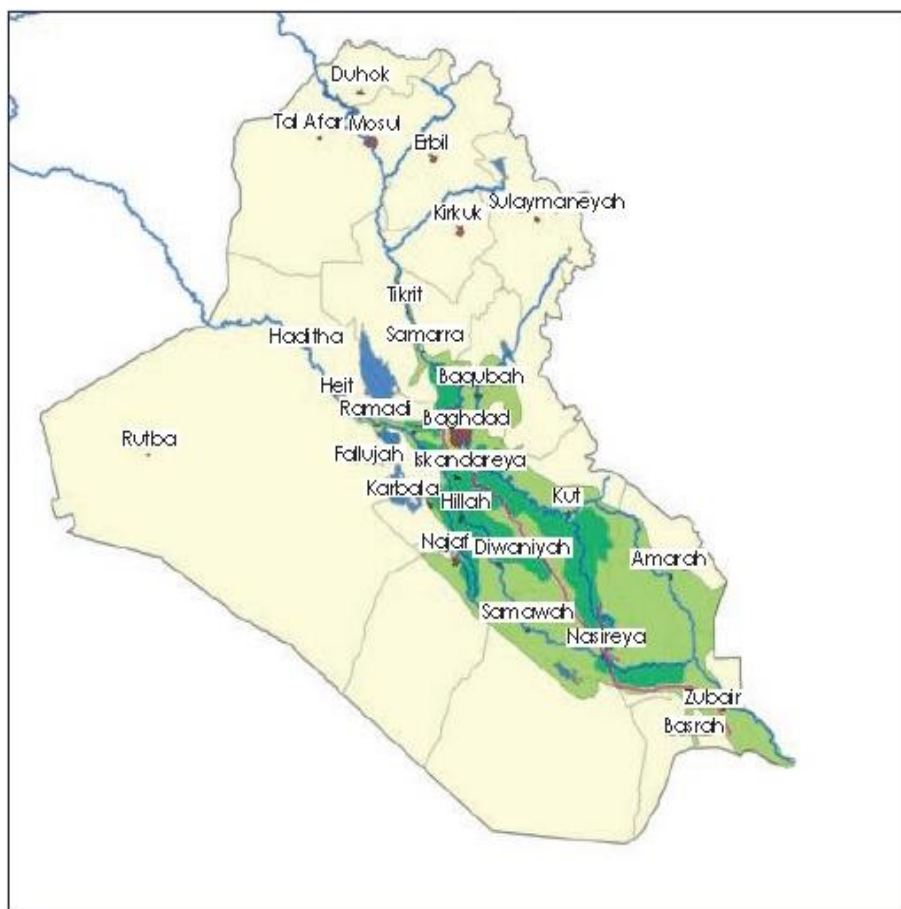 Duhok
Tal Afar
Mosul
Erbil
Sulaymaneyah
Kirkuk
Tikrit
Haditha
Samarra
Baqubah
Heit
Ramadi
Baghdad
Rutba
Fallujah
Iskandareya
Karbala
Hillah
Kut
Najaf
Diwaniyah
Amarah
Samawah
Nasireya
Zubair
Basrah